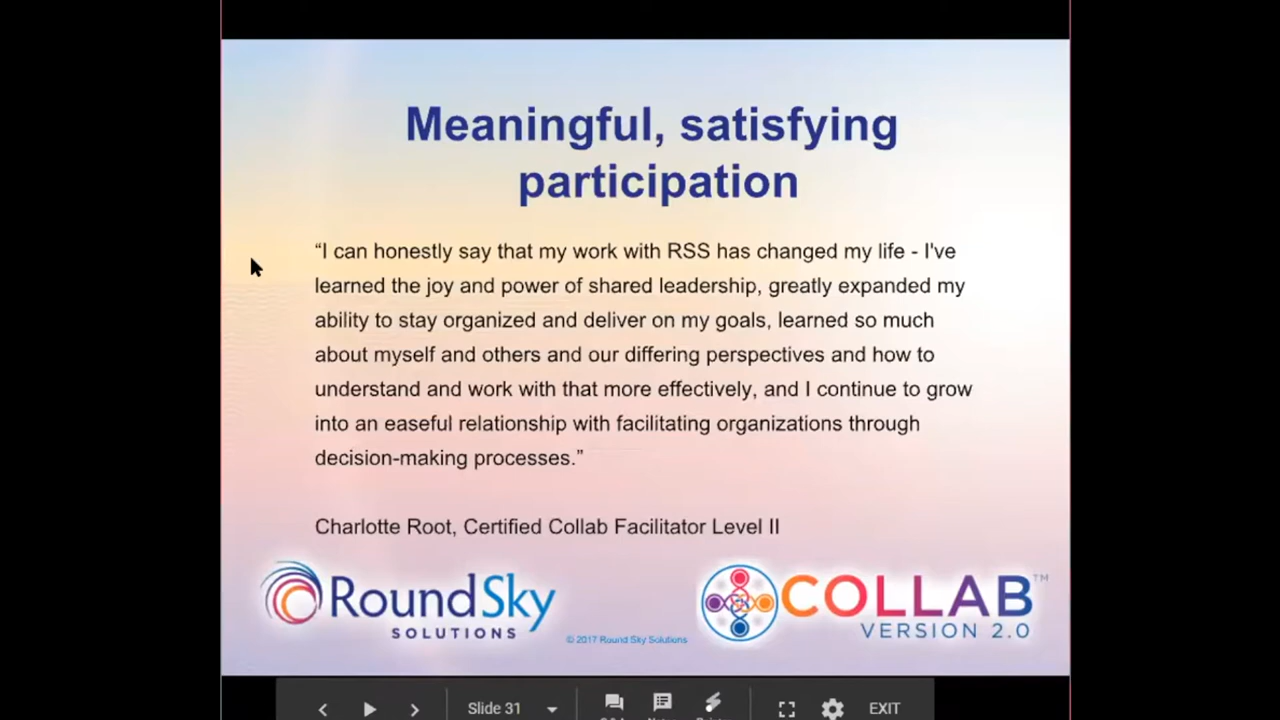 Meaningful, satisfying
participation
“I can honestly say that my work with RSS has changed my life - I've
learned the joy and power of shared leadership, greatly expanded my
ability to stay organized and deliver on my goals, learned so much
about myself and others and our differing perspectives and how to
understand and work with that more effectively, and I continue to grow
into an easeful relationship with facilitating organizations through
decision-making processes.”
Charlotte Root, Certified Collab Facilitator Level II
RoundSky
SOLUTIONS
© 2017 Round Sky Solutions
COLLAB™
VERSION 2.0
Slide 31
EXIT